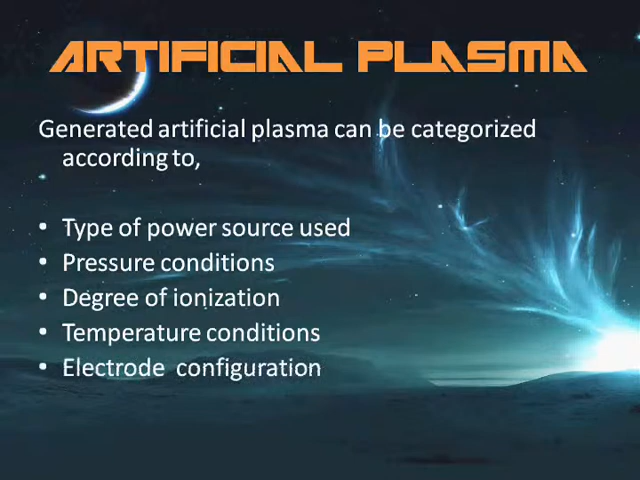 ARTIFICIAL PLASMA
Generated artificial plasma can be categorized
according to,
• Type of power source used
• Pressure conditions
• Degree of ionization
• Temperature conditions
• Electrode configuration